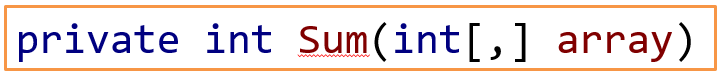 private int Sum(int[,] array)